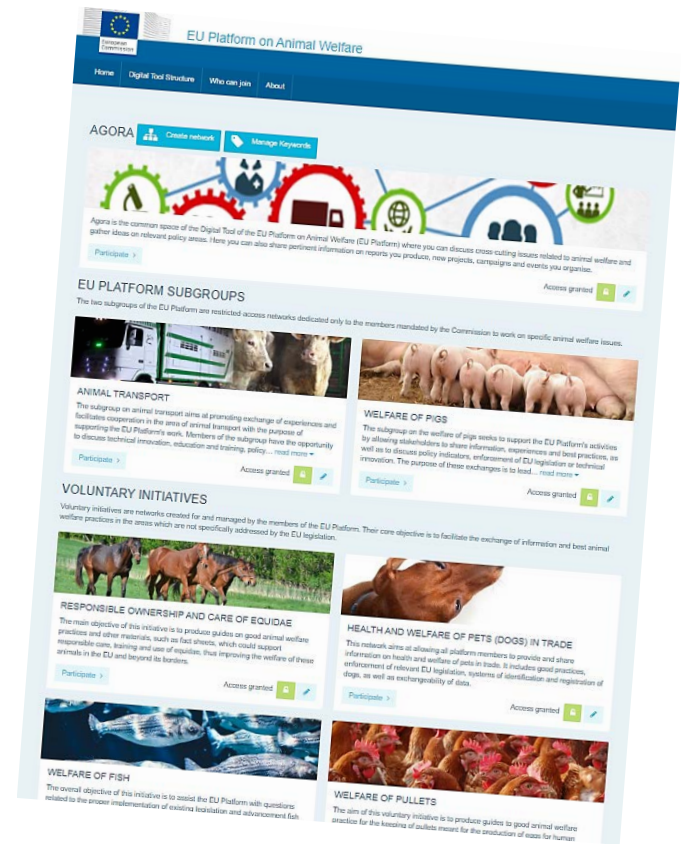 European
Commission
EU Platform on Animal Welfare
Home
Digital Tool Structure
Who can join
About
AGORA
Create network
Manage Keywords
Agora is the common space of the Digital Tool of the EU Platform on Animal Welfare (EU Platform) where you can discuss cross-cutting issues related to animal welfare and
gather ideas on relevant policy areas. Here you can also share pertinent information on reports you produce, new projects, campaigns and events you organise.
Participate >
Access granted
EU PLATFORM SUBGROUPS
The two subgroups of the EU Platform are restricted access networks dedicated only to the members mandated by the Commission to work on specific animal welfare issues.
ANIMAL TRANSPORT
The subgroup on animal transport aims at promoting exchange of experiences and
facilitates cooperation in the area of animal transport with the purpose of
supporting the EU Platform's work. Members of the subgroup have the opportunity
to discuss technical innovation, education and training, policy... read more
Participate >
Access granted
WELFARE OF PIGS
The subgroup on the welfare of pigs seeks to support the EU Platform's activities
by allowing stakeholders to share information, experiences and best practices, as
well as to discuss policy indicators, enforcement of EU legislation or technical
innovation. The purpose of these exchanges is to lead... read more
Participate >
Access granted
VOLUNTARY INITIATIVES
Voluntary initiatives are networks created for and managed by the members of the EU Platform. Their core objective is to facilitate the exchange of information and best animal
welfare practices in the areas which are not specifically addressed by the EU legislation.
RESPONSIBLE OWNERSHIP AND CARE OF EQUIDAE
The main objective of this initiative is to produce guides on good animal welfare
practices and other materials, such as fact sheets, which could support
responsible care, training and use of equidae, thus improving the welfare of these
animals in the EU and beyond its borders.
Participate >
Access granted
HEALTH AND WELFARE OF PETS (DOGS) IN TRADE
This network aims at allowing all platform members to provide and share
information on health and welfare of pets in trade. It includes good practices,
enforcement of relevant EU legislation, systems of identification and registration of
dogs, as well as exchangeability of data.
Participate >
Access granted
WELFARE OF FISH
The overall objective of this initiative is to assist the EU Platform with questions
related to the proper implementation of existing legislation and advancement fish
WELFARE OF PULLETS
The aim of this voluntary initiative is to produce guides to good animal welfare
practice for the keeping of pullets meant for the production of eggs for human